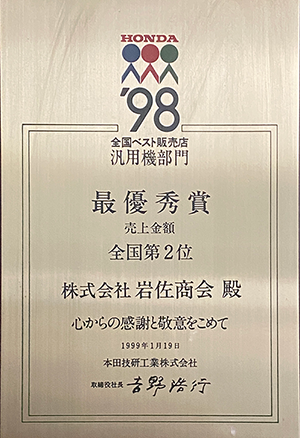 HONDA
'98
全国ベスト販売店
汎用機部門
最優秀賞
売上金額
全国第2位
株式会社 岩佐商会 殿
心からの感謝と敬意をこめて
1999年1月19日
本田技研工業株式会社
取締役社長 吉野浩行